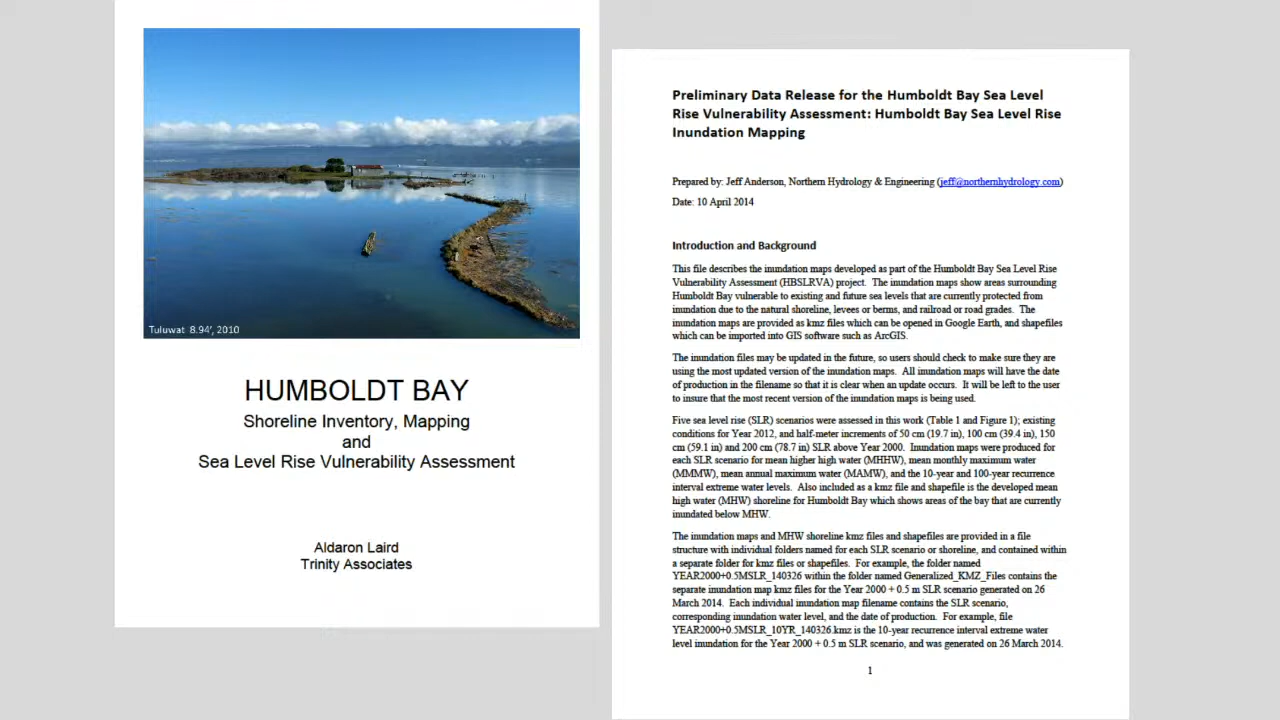 Tuluwat 8.94', 2010
HUMBOLDT BAY
Shoreline Inventory, Mapping
and
Sea Level Rise Vulnerability Assessment
Aldaron Laird
Trinity Associates
Preliminary Data Release for the Humboldt Bay Sea Level
Rise Vulnerability Assessment: Humboldt Bay Sea Level Rise
Inundation Mapping
Prepared by: Jeff Anderson, Northern Hydrology & Engineering (jeff@northernhydrology.com)
Date: 10 April 2014
Introduction and Background
This file describes the inundation maps developed as part of the Humboldt Bay Sea Level Rise
Vulnerability Assessment (HBSLRVA) project. The inundation maps show areas surrounding
Humboldt Bay vulnerable to existing and future sea levels that are currently protected from
inundation due to the natural shoreline, levees or berms, and railroad or road grades. The
inundation maps are provided as kmz files which can be opened in Google Earth, and shapefiles
which can be imported into GIS software such as ArcGIS.
The inundation files may be updated in the future, so users should check to make sure they are
using the most updated version of the inundation maps. All inundation maps will have the date
of production in the filename so that it is clear when an update occurs. It will be left to the user
to insure that the most recent version of the inundation maps is being used.
Five sea level rise (SLR) scenarios were assessed in this work (Table 1 and Figure 1); existing
conditions for Year 2012, and half-meter increments of 50 cm (19.7 in), 100 cm (39.4 in), 150
cm (59.1 in) and 200 cm (78.7 in) SLR above Year 2000. Inundation maps were produced for
each SLR scenario for mean higher high water (MHHW), mean monthly maximum water
(MMMW), mean annual maximum water (MAMW), and the 10-year and 100-year recurrence
interval extreme water levels. Also included as a kmz file and shapefile is the developed mean
high water (MHW) shoreline for Humboldt Bay which shows areas of the bay that are currently
inundated below MHW.
The inundation maps and MHW shoreline kmz files and shapefiles are provided in a file
structure with individual folders named for each SLR scenario or shoreline, and contained within
a separate folder for kmz files or shapefiles. For example, the folder named
YEAR2000+0.5MSLR_140326 within the folder named Generalized_KMZ_Files contains the
separate inundation map kmz files for the Year 2000 + 0.5 m SLR scenario generated on 26
March 2014. Each individual inundation map filename contains the SLR scenario,
corresponding inundation water level, and the date of production. For example, file
YEAR2000+0.5MSLR_10YR_140326.kmz is the 10-year recurrence interval extreme water
level inundation for the Year 2000 + 0.5 m SLR scenario, and was generated on 26 March 2014.
1